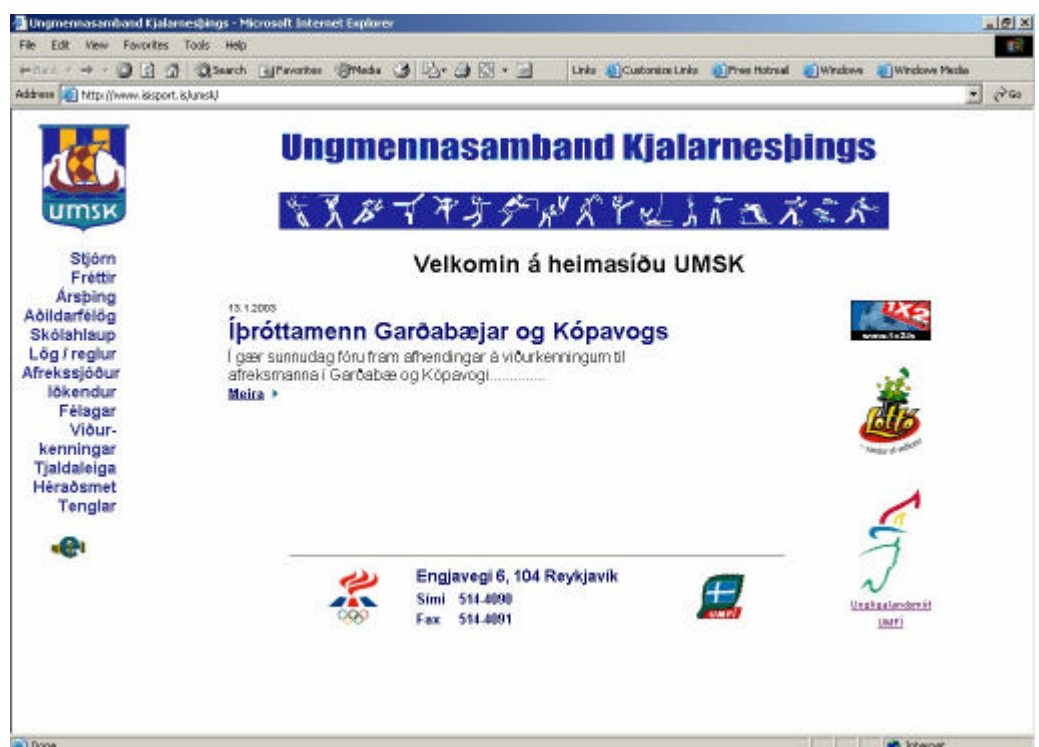 Ungmennasamband Kjalarnesþings - Microsoft Internet Explorer
File Edit View Favorites Tools Help
Back Search Favorites Media Links Customize Links Free Hotmail Windows Windows Media
Address http://www.isisport.is/umsk/ Go
UMSK
Ungmennasamband Kjalarnesþings
Velkomin á heimasíðu UMSK
Stjórn
Fréttir
Ársþing
Aðildarfélög
Skólahlaup
Lög / reglur
Afrekssjóður
Iðkendur
Félagar
Viður-
kenningar
Tjaldaleiga
Héraðsmet
Tenglar
13.1.2003
Íþróttamenn Garðabæjar og Kópavogs
Í gær sunnudag fóru fram afhendingar á viðurkenningum til
afreksmanna í Garðabæ og Kópavogi..............
Meira
1X2
www.1x2.is
Lottó
Unglingalandsmót
UMFÍ
Engjavegi 6, 104 Reykjavík
Sími 514-4090
Fax 514-4091
UMFÍ
Done
Internet